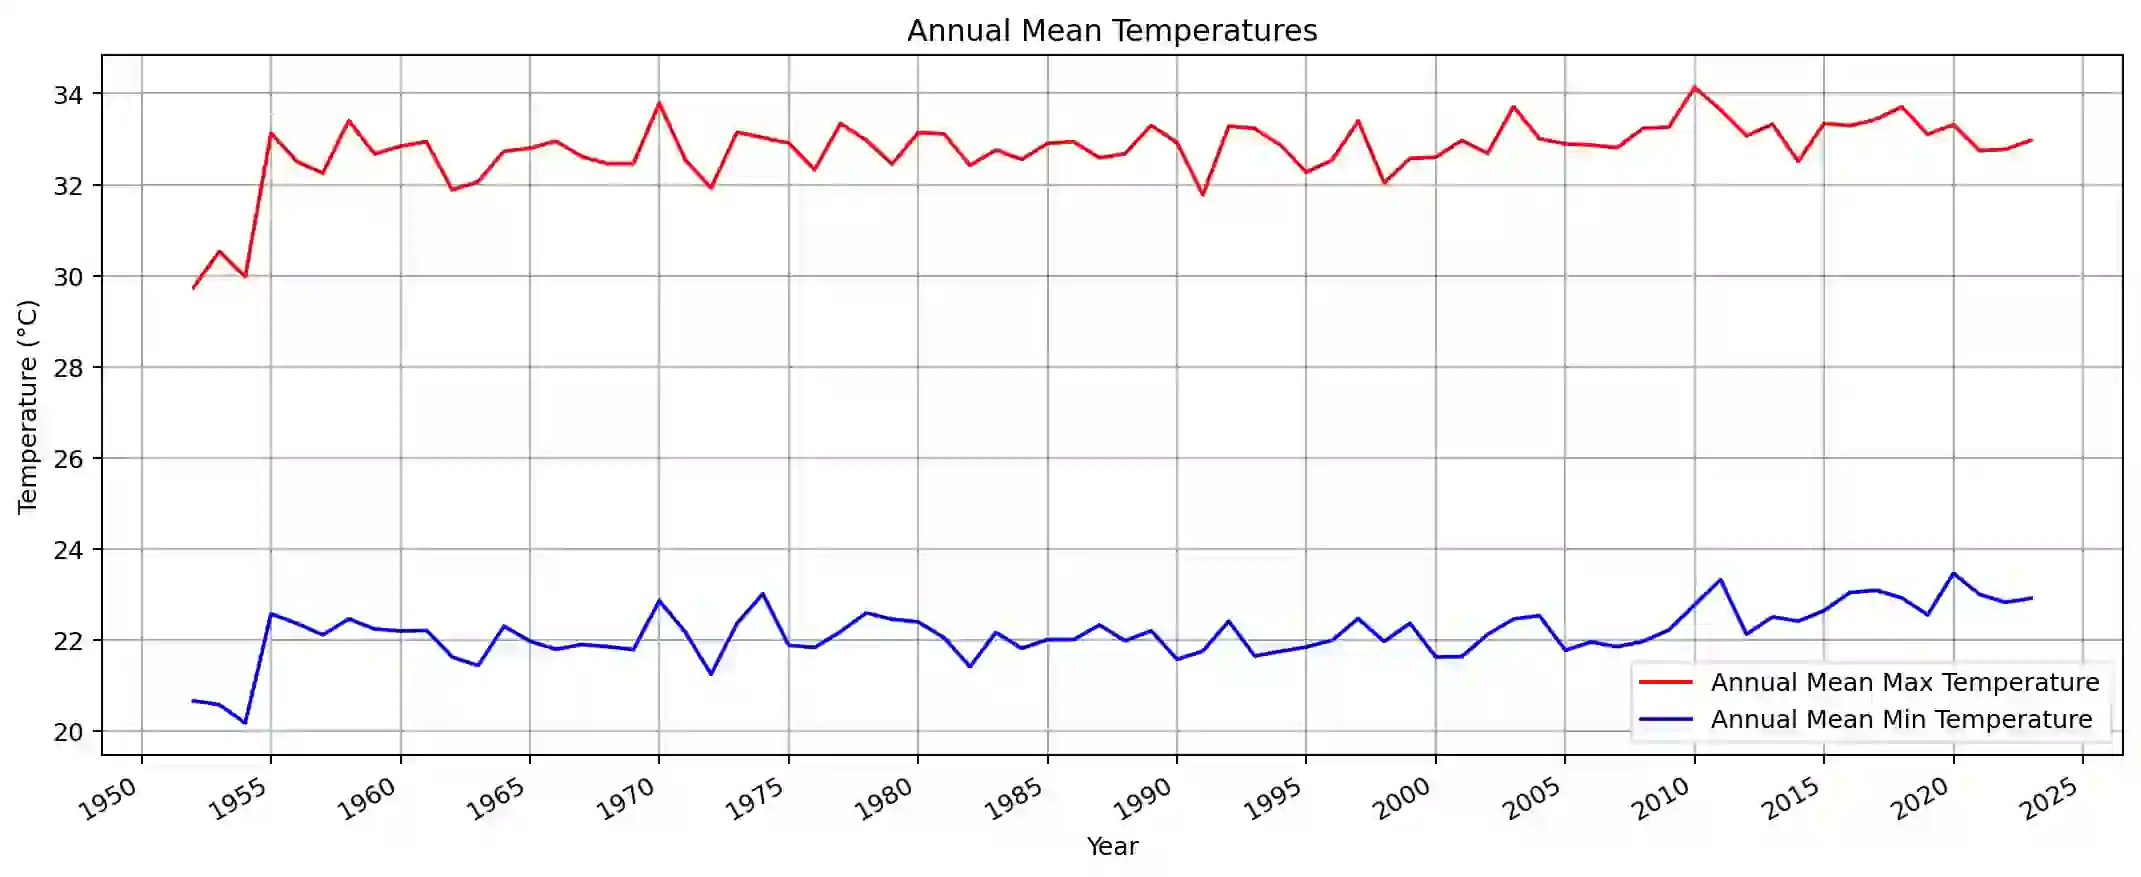 Annual Mean Temperatures
Temperature (°C)
34
32
30
28
26
24
22
20
Annual Mean Max Temperature
Annual Mean Min Temperature
1950 1955 1960 1965 1970 1975 1980 1985 1990 1995 2000 2005 2010 2015 2020 2025
Year